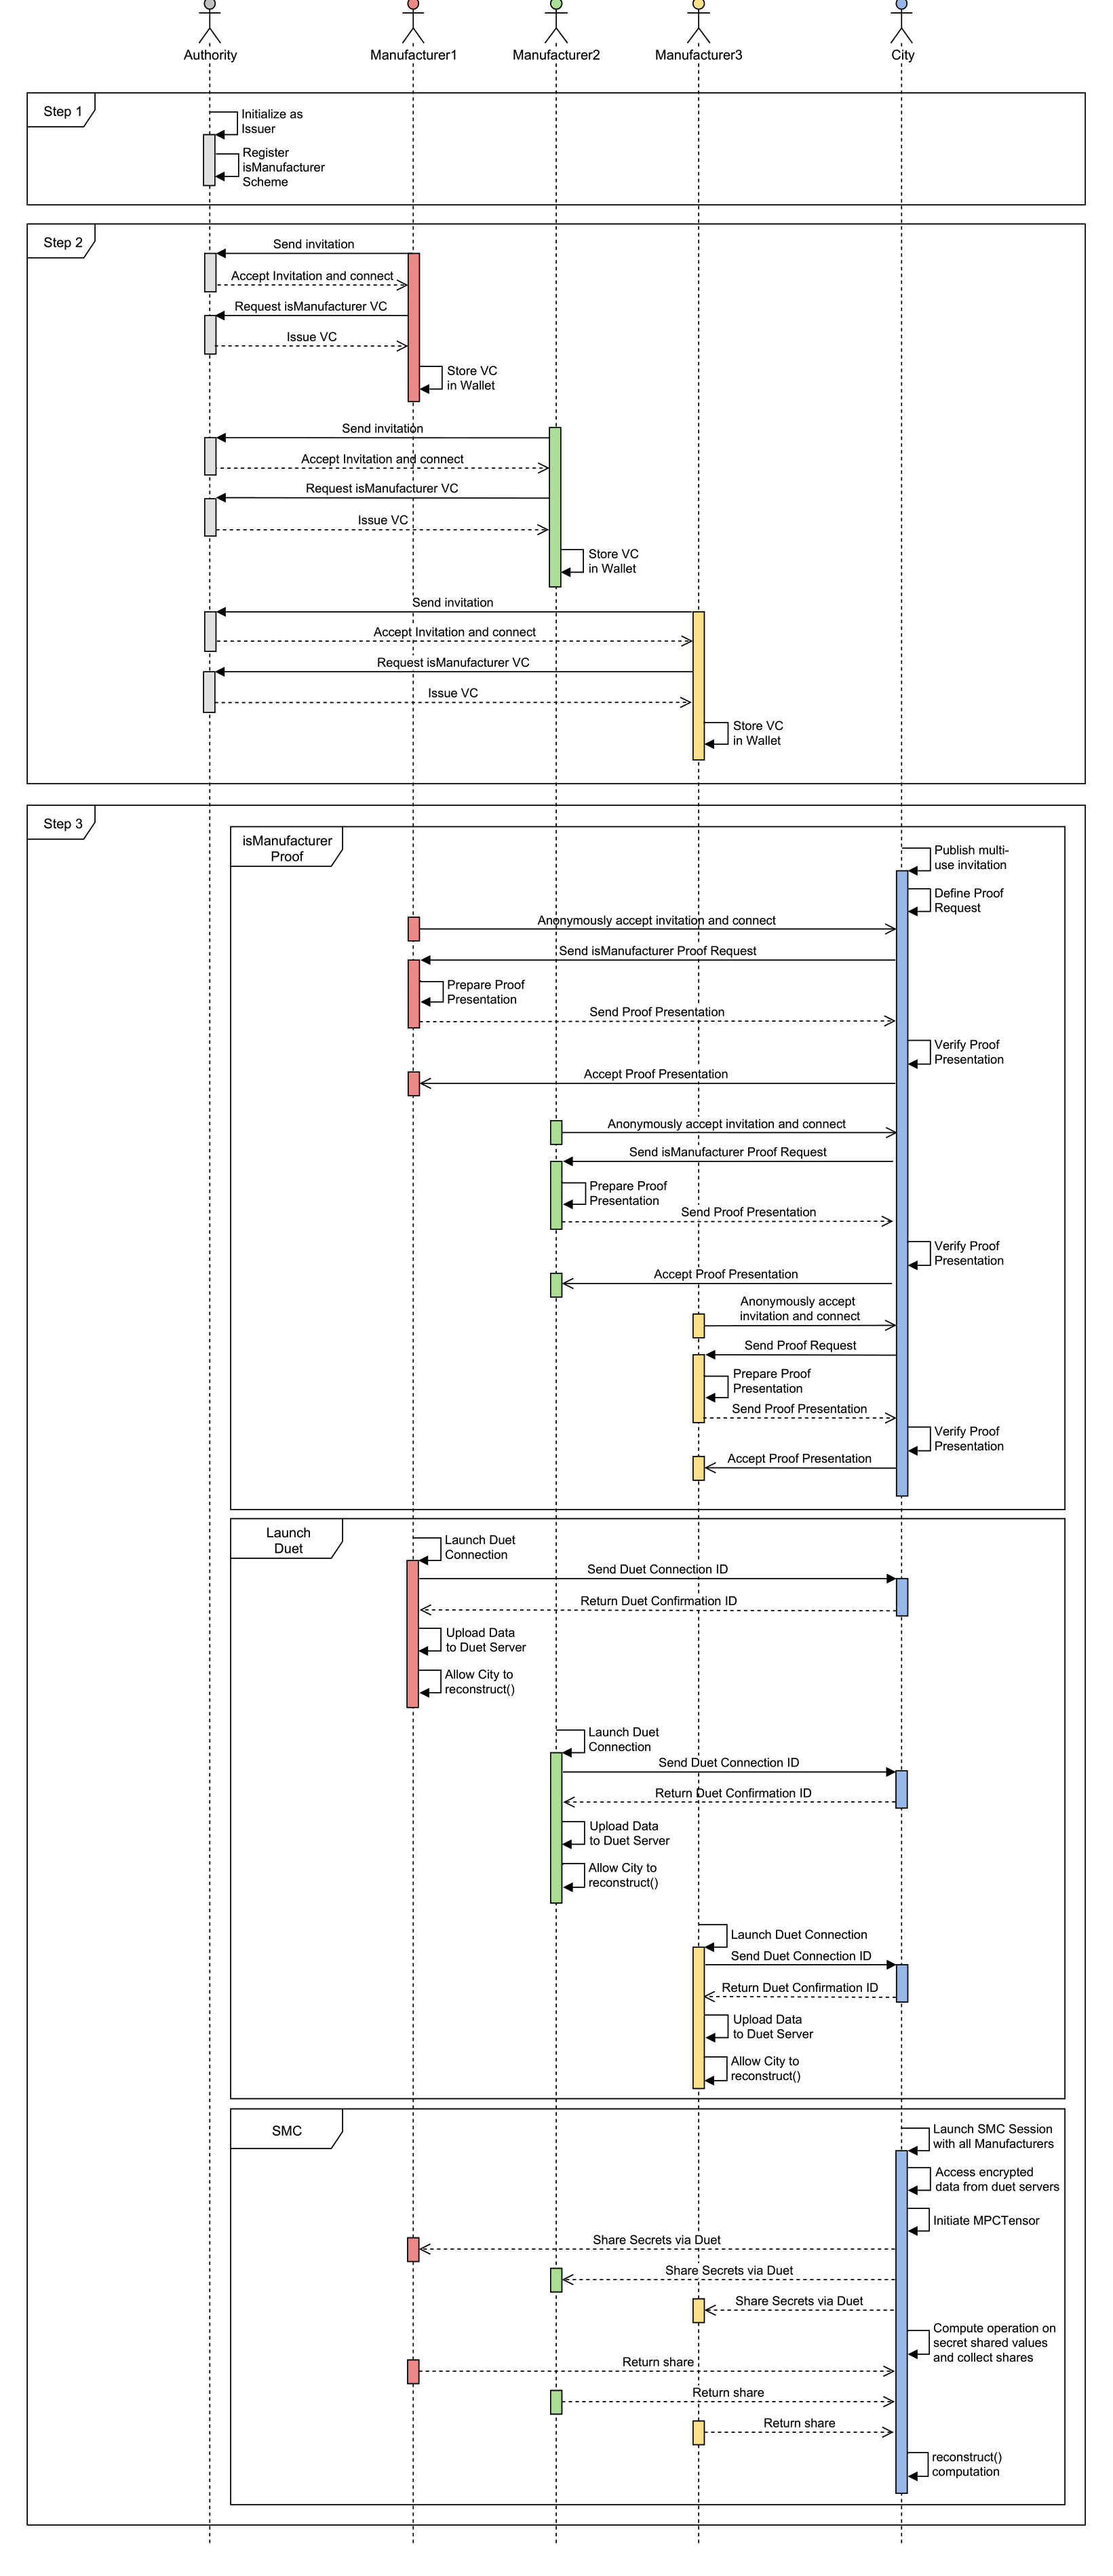 Authority
Manufacturer1
Manufacturer2
Manufacturer3
City
Step 1
Initialize as
Issuer
Register
isManufacturer
Scheme
Step 2
Send invitation
Accept Invitation and connect
Request isManufacturer VC
Issue VC
Store VC
in Wallet
Send invitation
Accept Invitation and connect
Request isManufacturer VC
Issue VC
Store VC
in Wallet
Send invitation
Accept Invitation and connect
Request isManufacturer VC
Issue VC
Store VC
in Wallet
Step 3
isManufacturer
Proof
Publish multi-
use invitation
Define Proof
Request
Anonymously accept invitation and connect
Send isManufacturer Proof Request
Prepare Proof
Presentation
Send Proof Presentation
Verify Proof
Presentation
Accept Proof Presentation
Anonymously accept invitation and connect
Send isManufacturer Proof Request
Prepare Proof
Presentation
Send Proof Presentation
Verify Proof
Presentation
Accept Proof Presentation
Anonymously accept
invitation and connect
Send Proof Request
Prepare Proof
Presentation
Send Proof Presentation
Verify Proof
Presentation
Accept Proof Presentation
Launch
Duet
Launch Duet
Connection
Send Duet Connection ID
Return Duet Confirmation ID
Upload Data
to Duet Server
Allow City to
reconstruct()
Launch Duet
Connection
Send Duet Connection ID
Return Duet Confirmation ID
Upload Data
to Duet Server
Allow City to
reconstruct()
Launch Duet Connection
Send Duet Connection ID
Return Duet Confirmation ID
Upload Data
to Duet Server
Allow City to
reconstruct()
SMC
Launch SMC Session
with all Manufacturers
Access encrypted
data from duet servers
Initiate MPCTensor
Share Secrets via Duet
Share Secrets via Duet
Share Secrets via Duet
Compute operation on
secret shared values
and collect shares
Return share
Return share
Return share
reconstruct()
computation